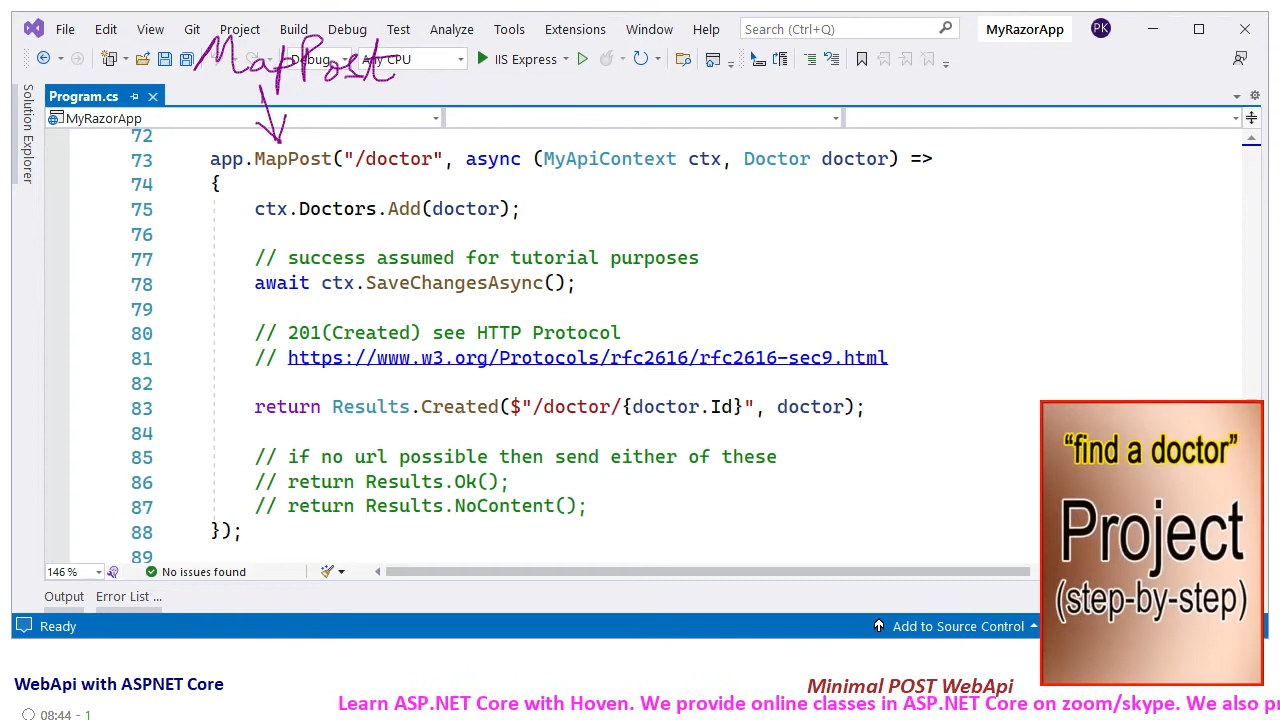 File Edit View Git Project Build Debug Test Analyze Tools Extensions Window Help Search (Ctrl+Q) MyRazorApp PK
MapPost
Debug Any CPU IIS Express
Program.cs
Solution Explorer
MyRazorApp
72
73 app.MapPost("/doctor", async (MyApiContext ctx, Doctor doctor) =>
74 {
75 ctx.Doctors.Add(doctor);
76
77 // success assumed for tutorial purposes
78 await ctx.SaveChangesAsync();
79
80 // 201(Created) see HTTP Protocol
81 // https://www.w3.org/Protocols/rfc2616/rfc2616-sec9.html
82
83 return Results.Created($"/doctor/{doctor.Id}", doctor);
84
85 // if no url possible then send either of these
86 // return Results.Ok();
87 // return Results.NoContent();
88 });
89
146 % No issues found
Output Error List ...
Ready Add to Source Control
“find a doctor”
Project
(step-by-step)
WebApi with ASPNET Core
Minimal POST WebApi
Learn ASP.NET Core with Hoven. We provide online classes in ASP.NET Core on zoom/skype. We also
08:44 - 1